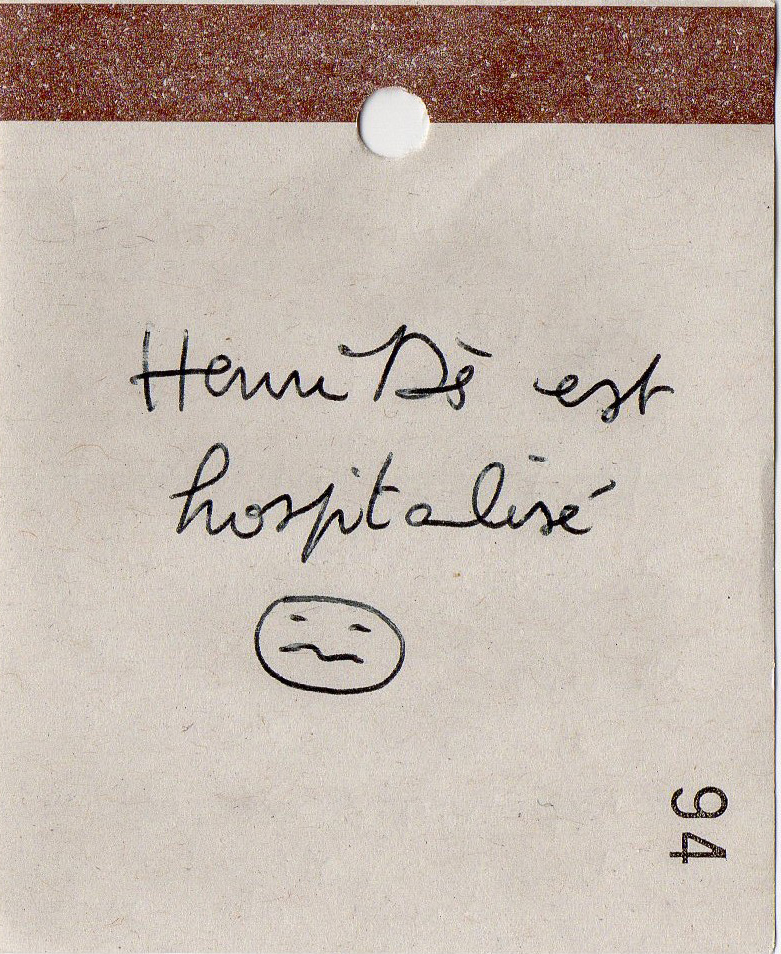 Henri Dès est
hospitalisé
94